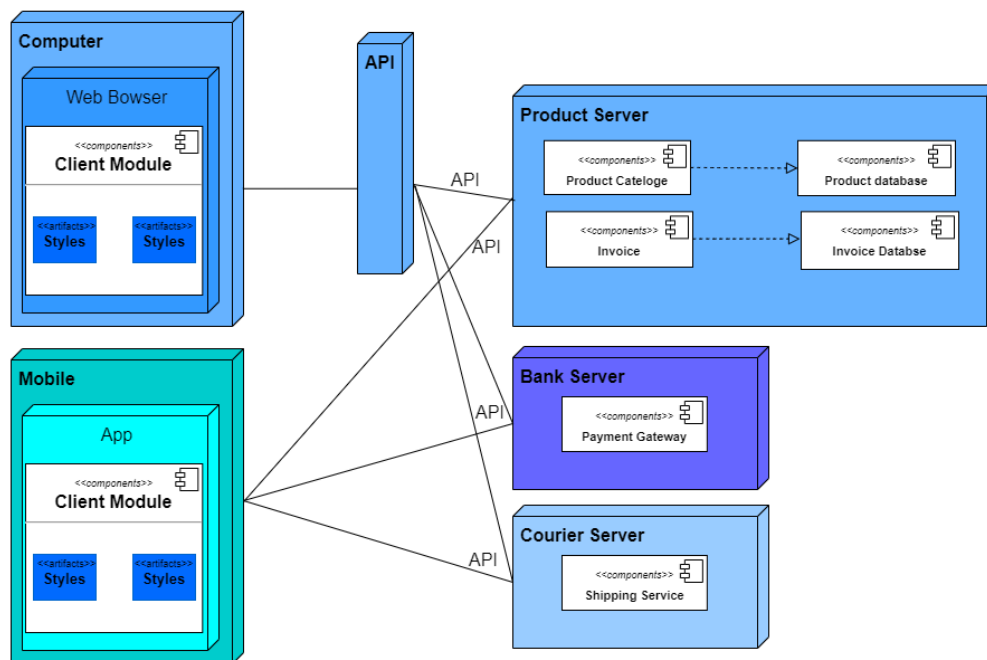 Computer
Web Bowser
<<components>>
Client Module
<<artifacts>>
Styles
<<artifacts>>
Styles
API
API
API
Product Server
<<components>>
Product Cateloge
<<components>>
Product database
<<components>>
Invoice
<<components>>
Invoice Databse
Mobile
App
<<components>>
Client Module
<<artifacts>>
Styles
<<artifacts>>
Styles
API
Bank Server
<<components>>
Payment Gateway
API
Courier Server
<<components>>
Shipping Service